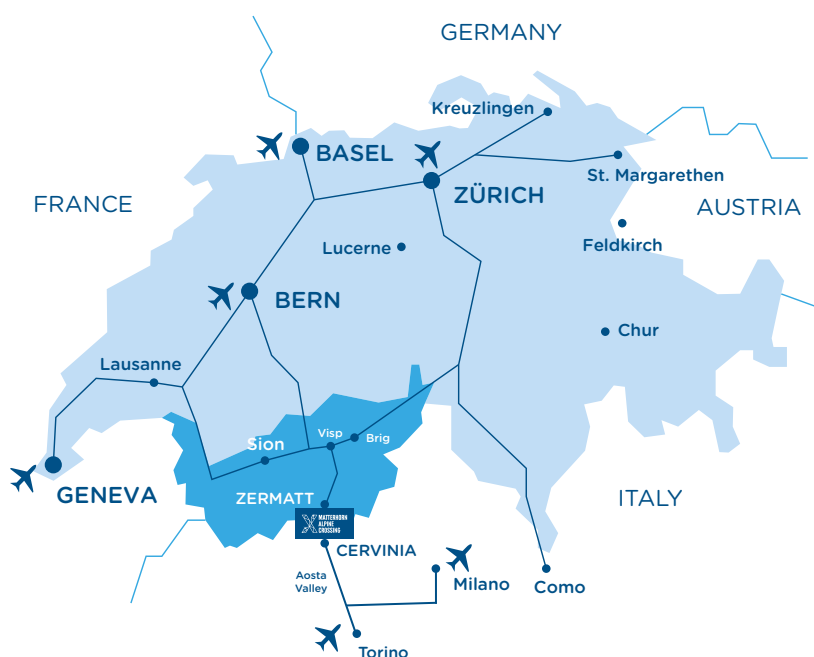 GERMANY
Kreuzlingen
BASEL
St. Margarethen
ZÜRICH
FRANCE
AUSTRIA
Lucerne
Feldkirch
BERN
Chur
Lausanne
Visp
Brig
Sion
GENEVA
ZERMATT
ITALY
MATTERHORN
ALPINE
CROSSING
CERVINIA
Aosta
Valley
Milano
Como
Torino